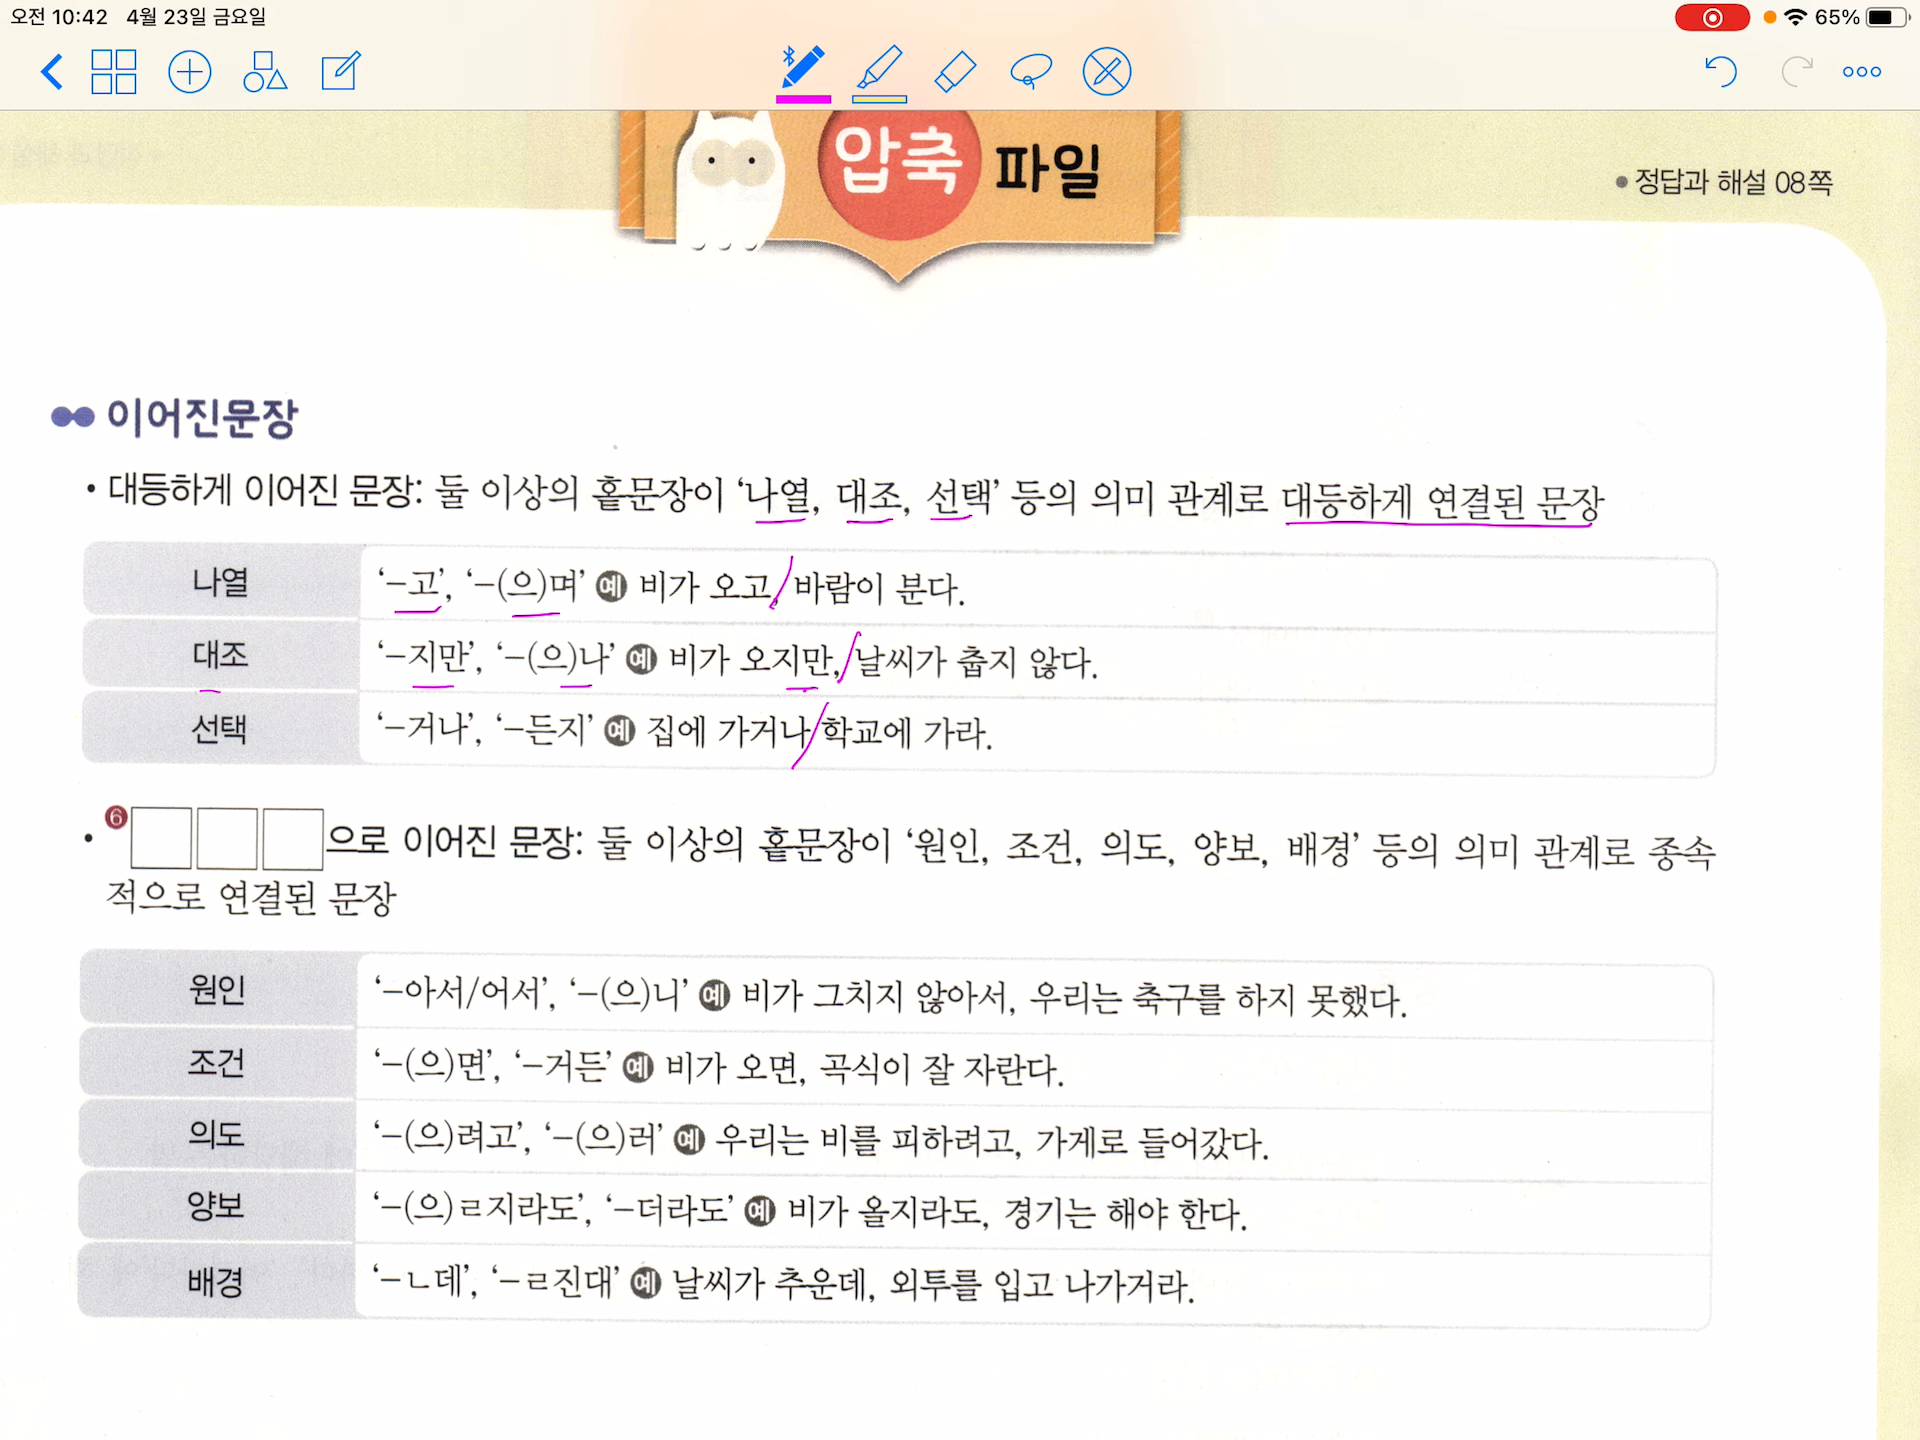 오전 10:42 4월 23일 금요일
65%
압축 파일
• 정답과 해설 08쪽
이어진문장
• 대등하게 이어진 문장: 둘 이상의 홑문장이 ‘나열, 대조, 선택’ 등의 의미 관계로 대등하게 연결된 문장
나열 ‘–고’, ‘–(으)며’ 예 비가 오고, 바람이 분다.
대조 ‘–지만’, ‘–(으)나’ 예 비가 오지만, 날씨가 춥지 않다.
선택 ‘–거나’, ‘–든지’ 예 집에 가거나 학교에 가라.
• ❻ □□□으로 이어진 문장: 둘 이상의 홑문장이 ‘원인, 조건, 의도, 양보, 배경’ 등의 의미 관계로 종속
적으로 연결된 문장
원인 ‘–아서/어서’, ‘–(으)니’ 예 비가 그치지 않아서, 우리는 축구를 하지 못했다.
조건 ‘–(으)면’, ‘–거든’ 예 비가 오면, 곡식이 잘 자란다.
의도 ‘–(으)려고’, ‘–(으)러’ 예 우리는 비를 피하려고, 가게로 들어갔다.
양보 ‘–(으)ㄹ지라도’, ‘–더라도’ 예 비가 올지라도, 경기는 해야 한다.
배경 ‘–ㄴ데’, ‘–ㄹ진대’ 예 날씨가 추운데, 외투를 입고 나가거라.